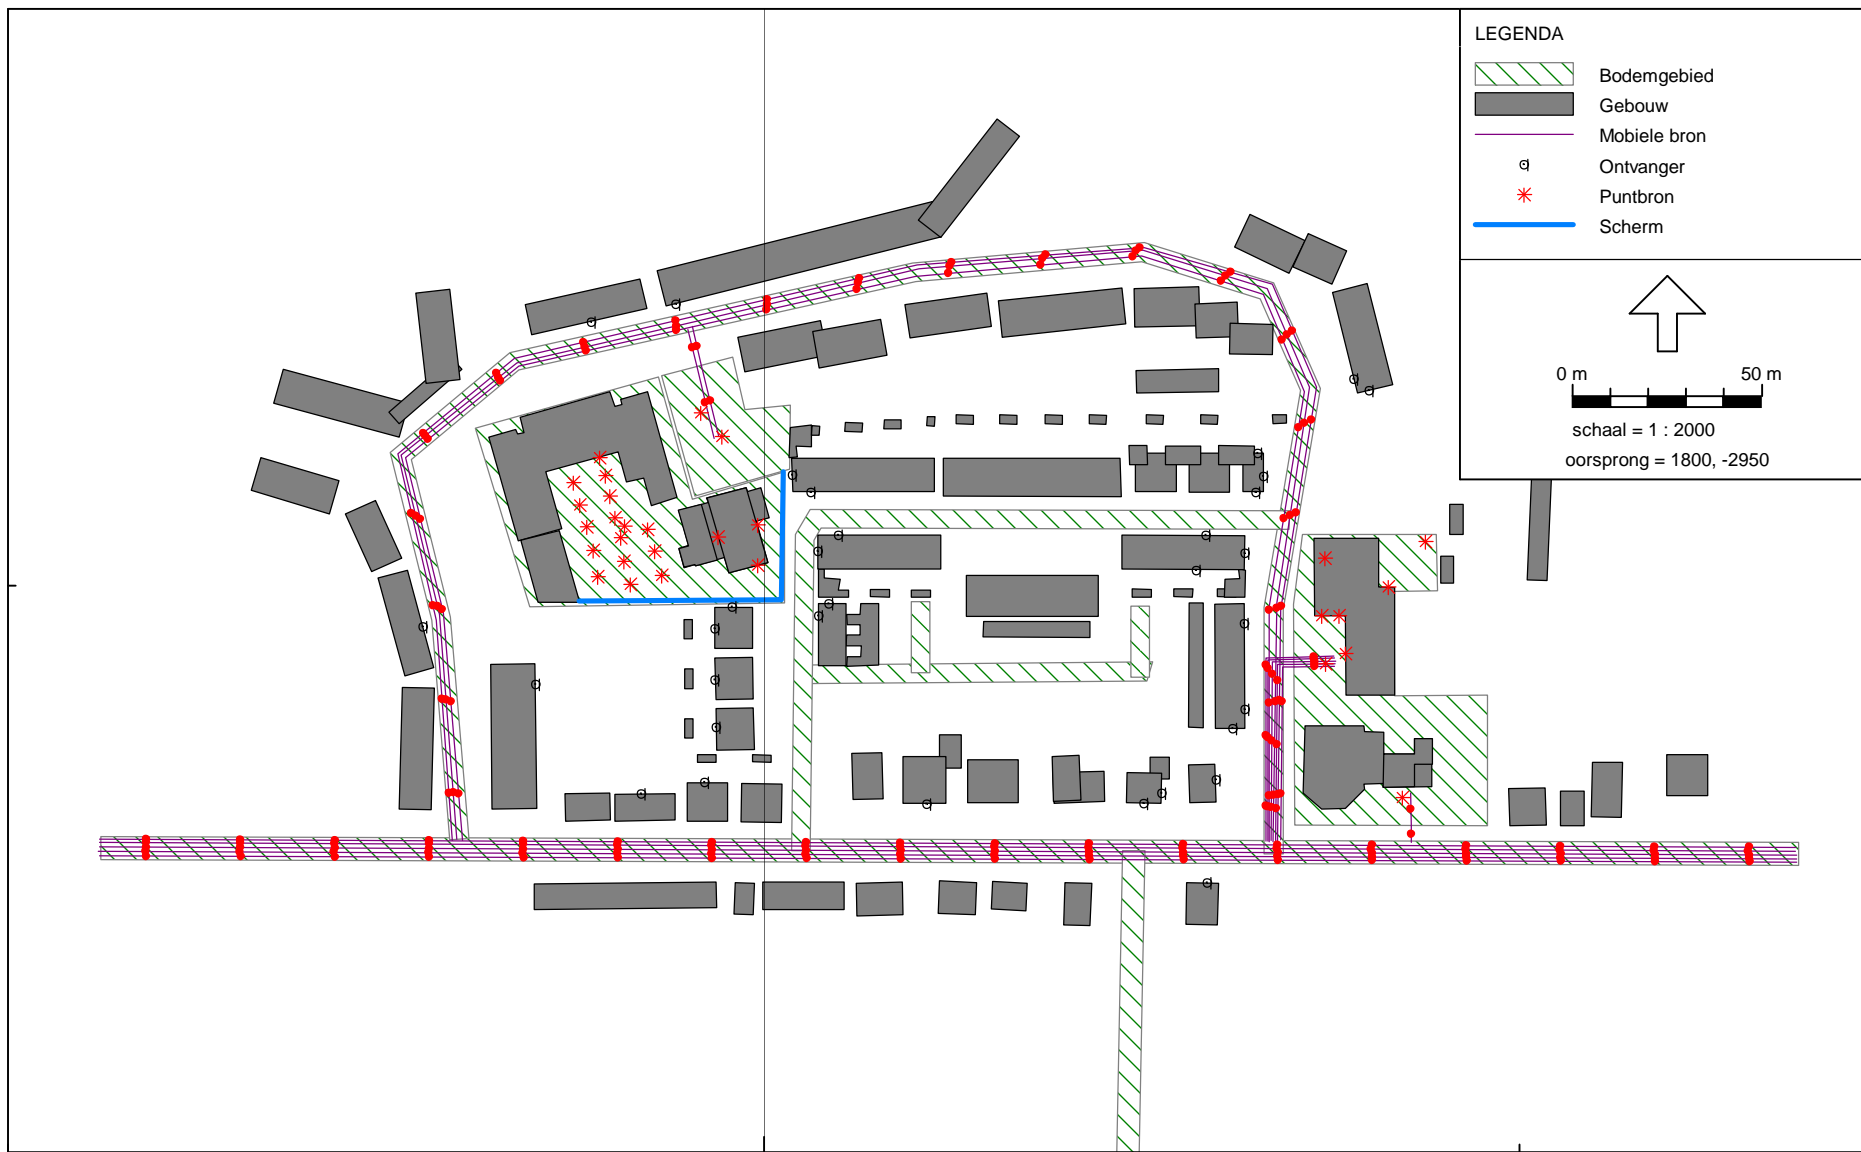 LEGENDA
Bodemgebied
Gebouw
Mobiele bron
Ontvanger
Puntbron
Scherm
0 m 50 m
schaal = 1 : 2000
oorsprong = 1800, -2950